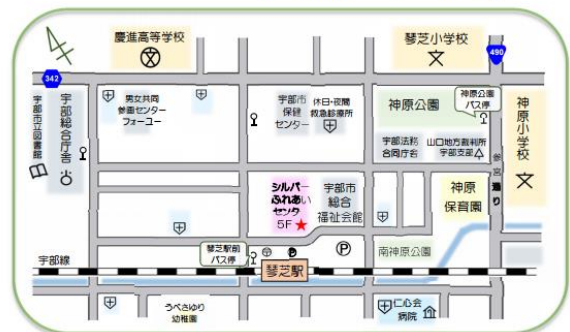 慶進高等学校
琴芝小学校
490
342
男女共同
参画センター
フォーユー
宇部市
保健
センター
休日・夜間
救急診療所
神原公園
神原公園
バス停
宇部市立図書館
宇部総合庁舎
宇部法務
合同庁舎
山口地方裁判所
宇部支部
神原小学校
参宮通り
シルバー
ふれあい
センター
5F
宇部市
総合
福祉会館
神原
保育園
琴芝駅前
バス停
P
P
南神原公園
宇部線
琴芝駅
うべさゆり
幼稚園
仁心会
病院